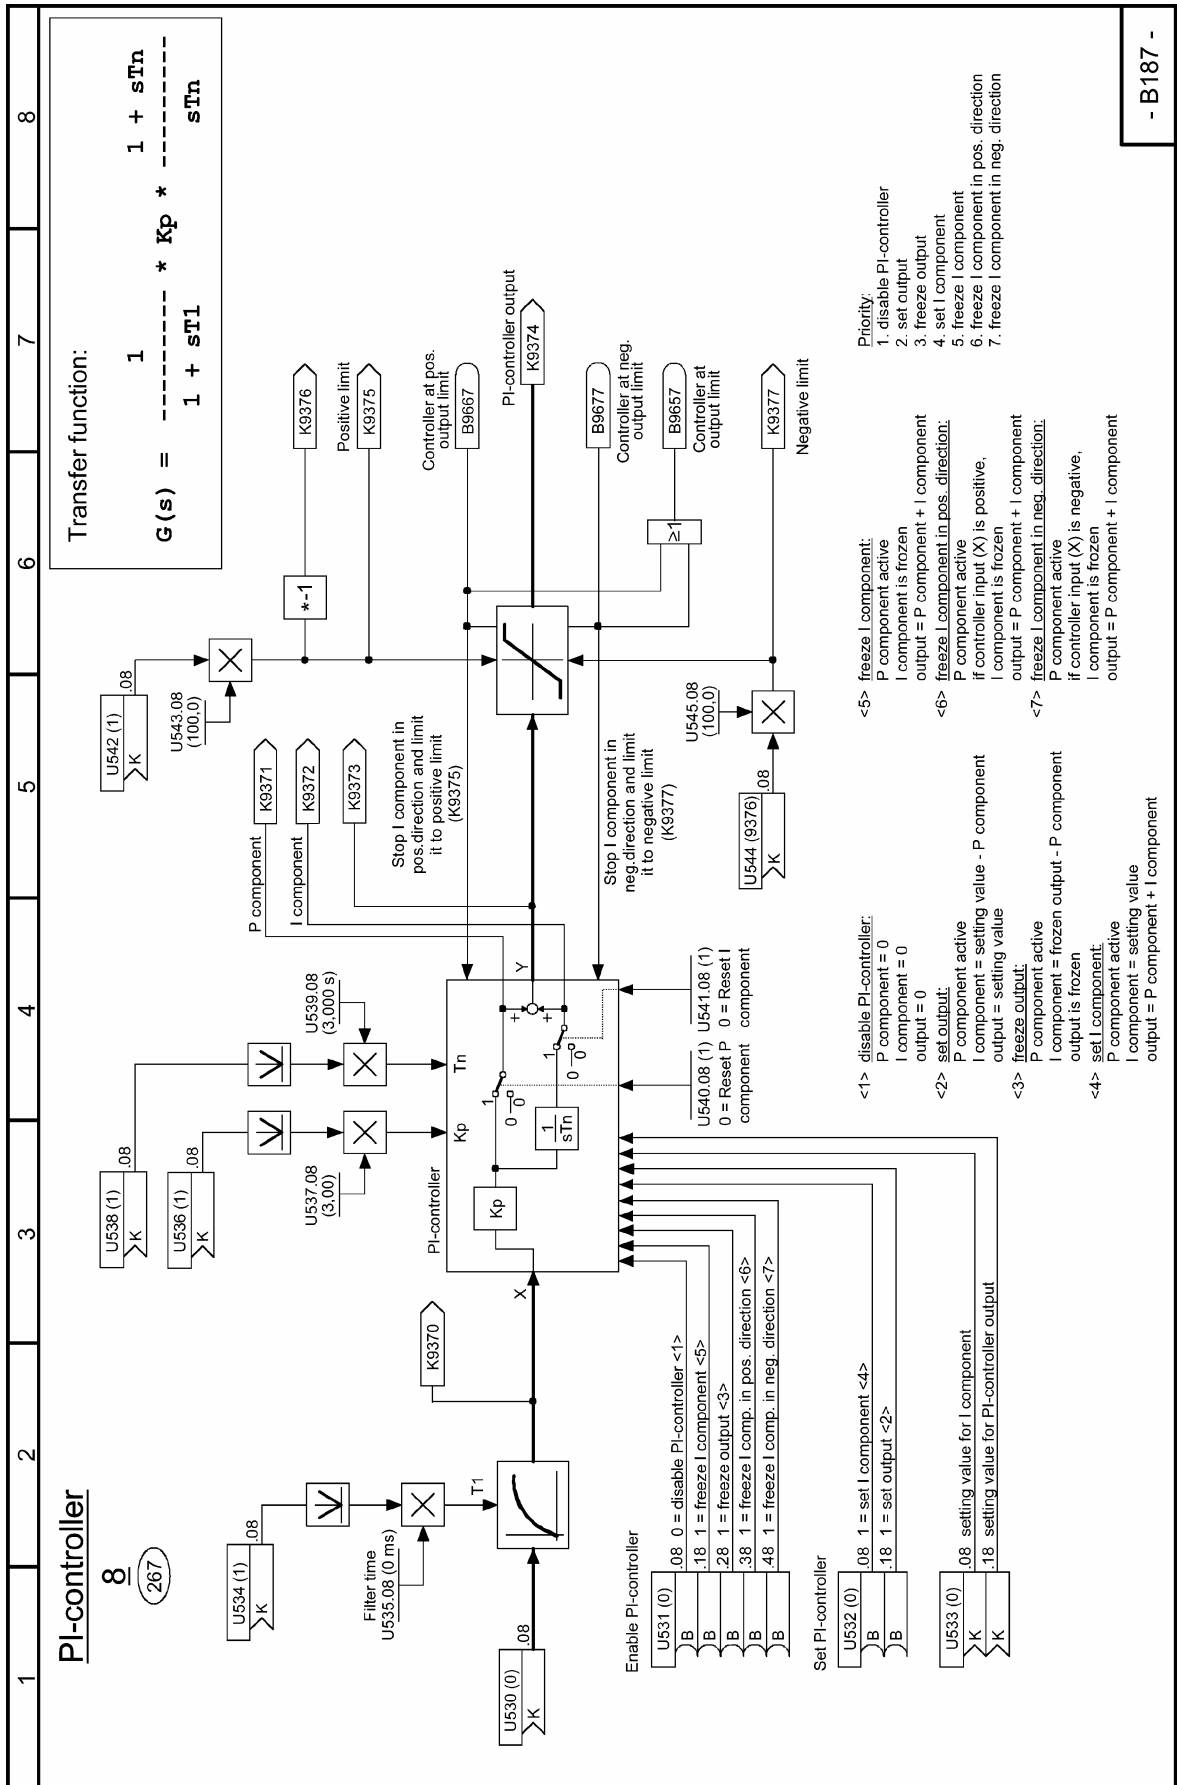 1 2 3 4 5 6 7 8
PI-controller
8
267
Transfer function:
1 1 + sTn
G(s) = -------- * Kp * ---------
1 + sT1 sTn
U534 (1)
K
.08
Filter time
U535.08 (0 ms)
T1
U530 (0)
K
.08
K9370
X
U538 (1)
K
.08
U536 (1)
K
.08
U537.08
(3,00)
U539.08
(3,000 s)
PI-controller
Kp
Tn
Kp
1
sTn
1
0
0
1
0
0
+
+
Y
P component
I component
K9371
K9372
K9373
U542 (1)
K
.08
U543.08
(100,0)
*-1
K9376
Positive limit
K9375
Stop I component in
pos.direction and limit
it to positive limit
(K9375)
Controller at pos.
output limit
B9667
PI-controller output
K9374
Stop I component in
neg.direction and limit
it to negative limit
(K9377)
B9677
Controller at neg.
output limit
≥1
B9657
Controller at
output limit
U545.08
(100,0)
U544 (9376)
K
.08
K9377
Negative limit
U540.08 (1)
0 = Reset P
component
U541.08 (1)
0 = Reset I
component
Enable PI-controller
U531 (0)
B .08 0 = disable PI-controller <1>
B .18 1 = freeze I component <5>
B .28 1 = freeze output <3>
B .38 1 = freeze I comp. in pos. direction <6>
B .48 1 = freeze I comp. in neg. direction <7>
Set PI-controller
U532 (0)
B .08 1 = set I component <4>
B .18 1 = set output <2>
U533 (0)
K .08 setting value for I component
K .18 setting value for PI-controller output
<1> disable PI-controller:
P component = 0
I component = 0
output = 0
<2> set output:
P component active
I component = setting value - P component
output = setting value
<3> freeze output:
P component active
I component = frozen output - P component
output is frozen
<4> set I component:
P component active
I component = setting value
output = P component + I component
<5> freeze I component:
P component active
I component is frozen
output = P component + I component
<6> freeze I component in pos. direction:
P component active
if controller input (X) is positive,
I component is frozen
output = P component + I component
<7> freeze I component in neg. direction:
P component active
if controller input (X) is negative,
I component is frozen
output = P component + I component
Priority:
1. disable PI-controller
2. set output
3. freeze output
4. set I component
5. freeze I component
6. freeze I component in pos. direction
7. freeze I component in neg. direction
- B187 -